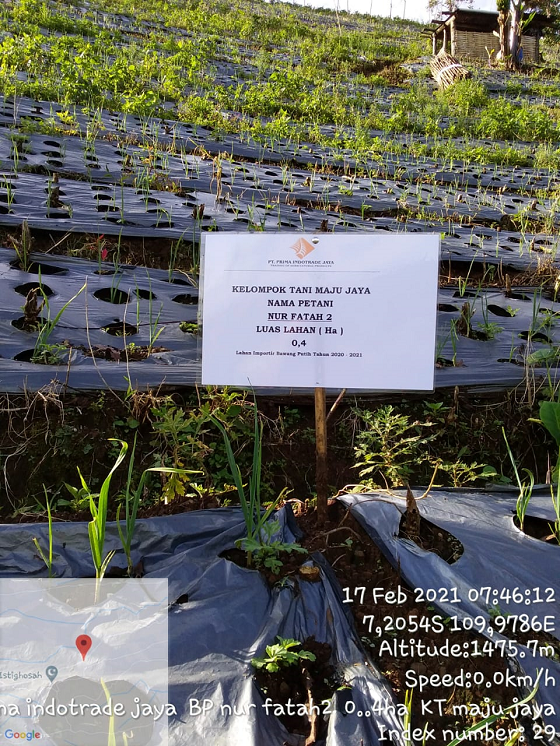 PT. PRIMA INDOTRADE JAYA
KELOMPOK TANI MAJU JAYA
NAMA PETANI
NUR FATAH 2
LUAS LAHAN ( Ha )
0,4
Lahan Importir Bawang Putih Tahun 2020 - 2021
17 Feb 2021 07:46:12
7,2054S 109,9786E
Altitude:1475.7m
Speed:0.0km/h
Istighosah
ma indotrade jaya BP nur fatah2 0..4ha KT maju jaya
Google
Index number: 29